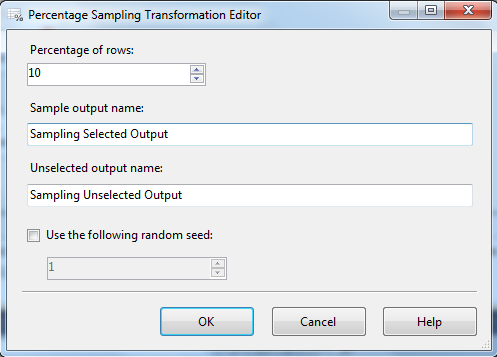 Percentage Sampling Transformation Editor
Percentage of rows:
10
Sample output name:
Sampling Selected Output
Unselected output name:
Sampling Unselected Output
Use the following random seed:
1
OK Cancel Help